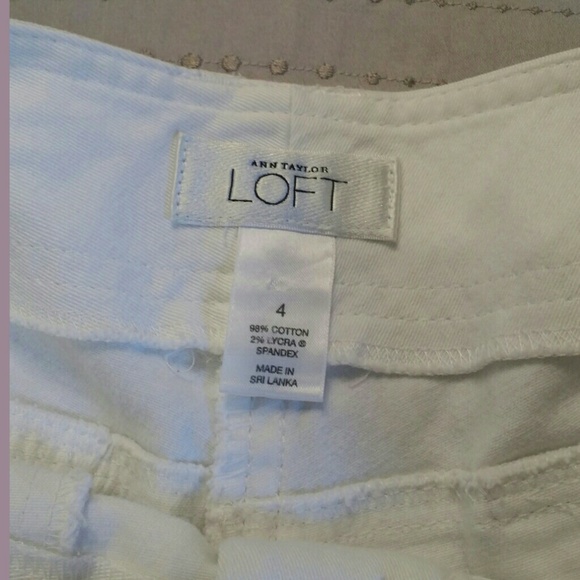 ANN TAYLOR
LOFT
4
98% COTTON
2% LYCRA ®
SPANDEX
MADE IN
SRI LANKA